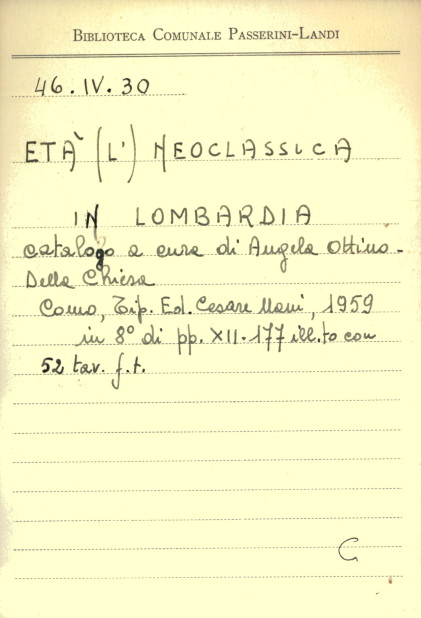 BIBLIOTECA COMUNALE PASSERINI-LANDI
46.IV.30
ETÀ (L') NEOCLASSICA
IN LOMBARDIA
catalogo a cura di Angela Ottino-
Della Chiesa
Como, Tip. Ed. Cesare Nani, 1959
in 8° di pp. XII-177 ill.to con
52 tav. f.t.
C